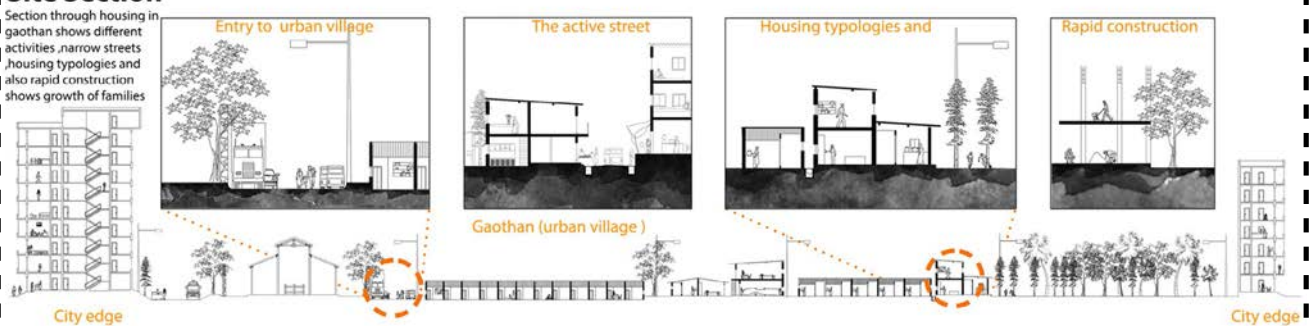 Site Section
Section through housing in
gaothan shows different
activities ,narrow streets
,housing typologies and
also rapid construction
shows growth of families
Entry to urban village
The active street
Housing typologies and
Rapid construction
Gaothan (urban village )
City edge
City edge